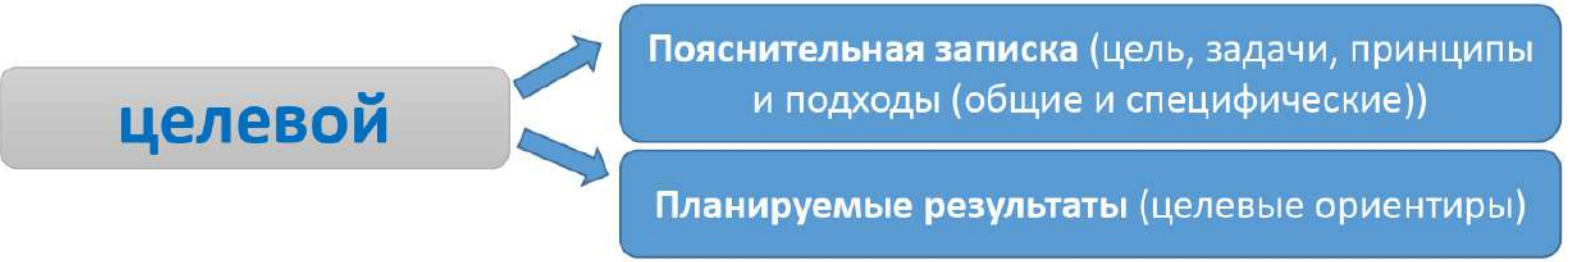 целевой
Пояснительная записка (цель, задачи, принципы
и подходы (общие и специфические))
Планируемые результаты (целевые ориентиры)